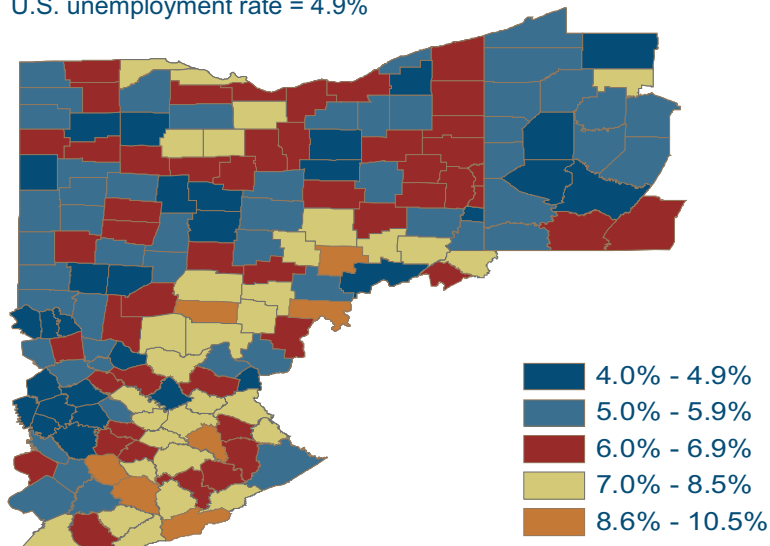 U.S. unemployment rate = 4.9%
4.0% - 4.9%
5.0% - 5.9%
6.0% - 6.9%
7.0% - 8.5%
8.6% - 10.5%